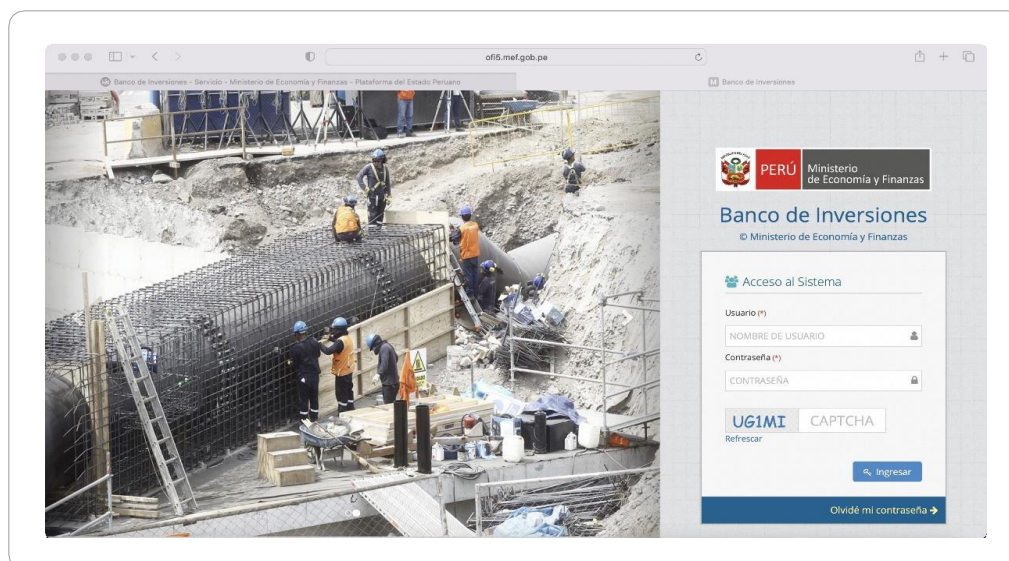 ofi5.mef.gob.pe
Banco de Inversiones - Servicio - Ministerio de Economía y Finanzas - Plataforma del Estado Peruano
M Banco de Inversiones
PERÚ
Ministerio
de Economía y Finanzas
Banco de Inversiones
© Ministerio de Economía y Finanzas
Acceso al Sistema
Usuario (*)
NOMBRE DE USUARIO
Contraseña (*)
CONTRASEÑA
UG1MI CAPTCHA
Refrescar
Ingresar
Olvidé mi contraseña